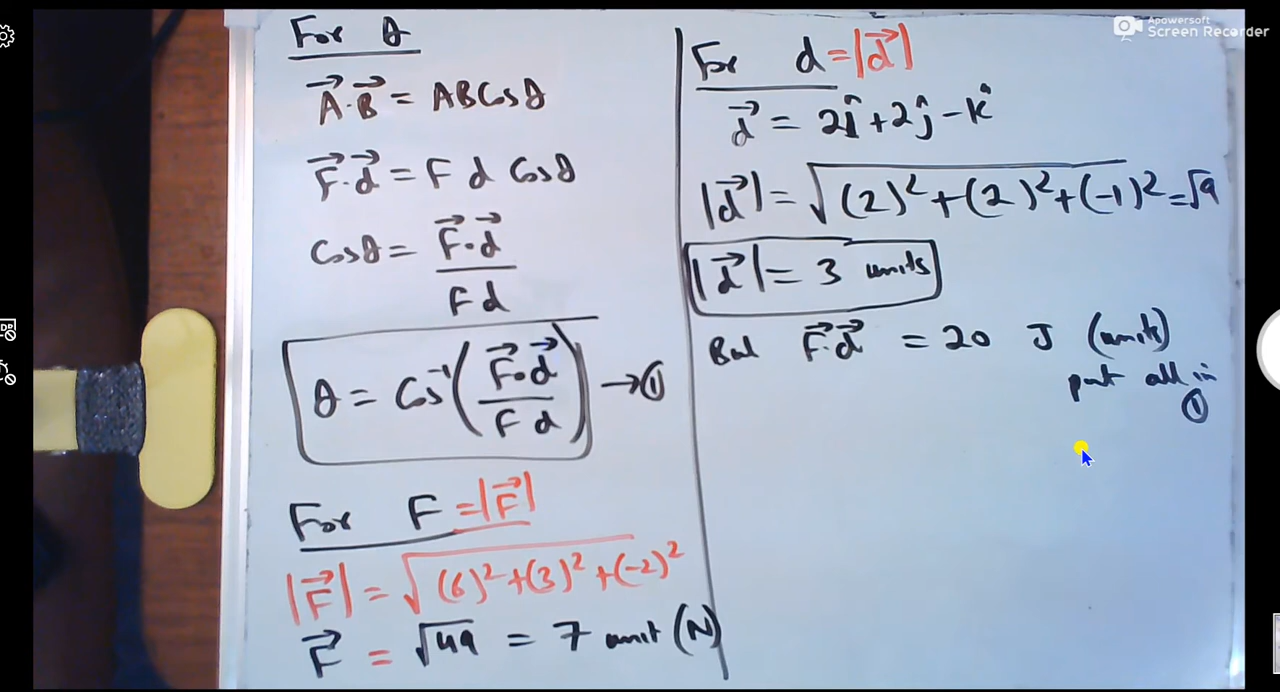 For θ
A⃗·B⃗ = ABCosθ
F⃗·d⃗ = F d Cosθ
Cosθ = F⃗·d⃗ / Fd
θ = Cos⁻¹(F⃗·d⃗ / F d) → ①
For F = |F⃗|
|F⃗| = √(6)²+(3)²+(-2)²
F⃗ = √49 = 7 unit (N)
For d = |d⃗|
d⃗ = 2î+2ĵ-k̂
|d⃗| = √(2)²+(2)²+(-1)² = √9
|d⃗| = 3 units
But F⃗·d⃗ = 20 J (units)
put all in
①
Apowersoft
Screen Recorder